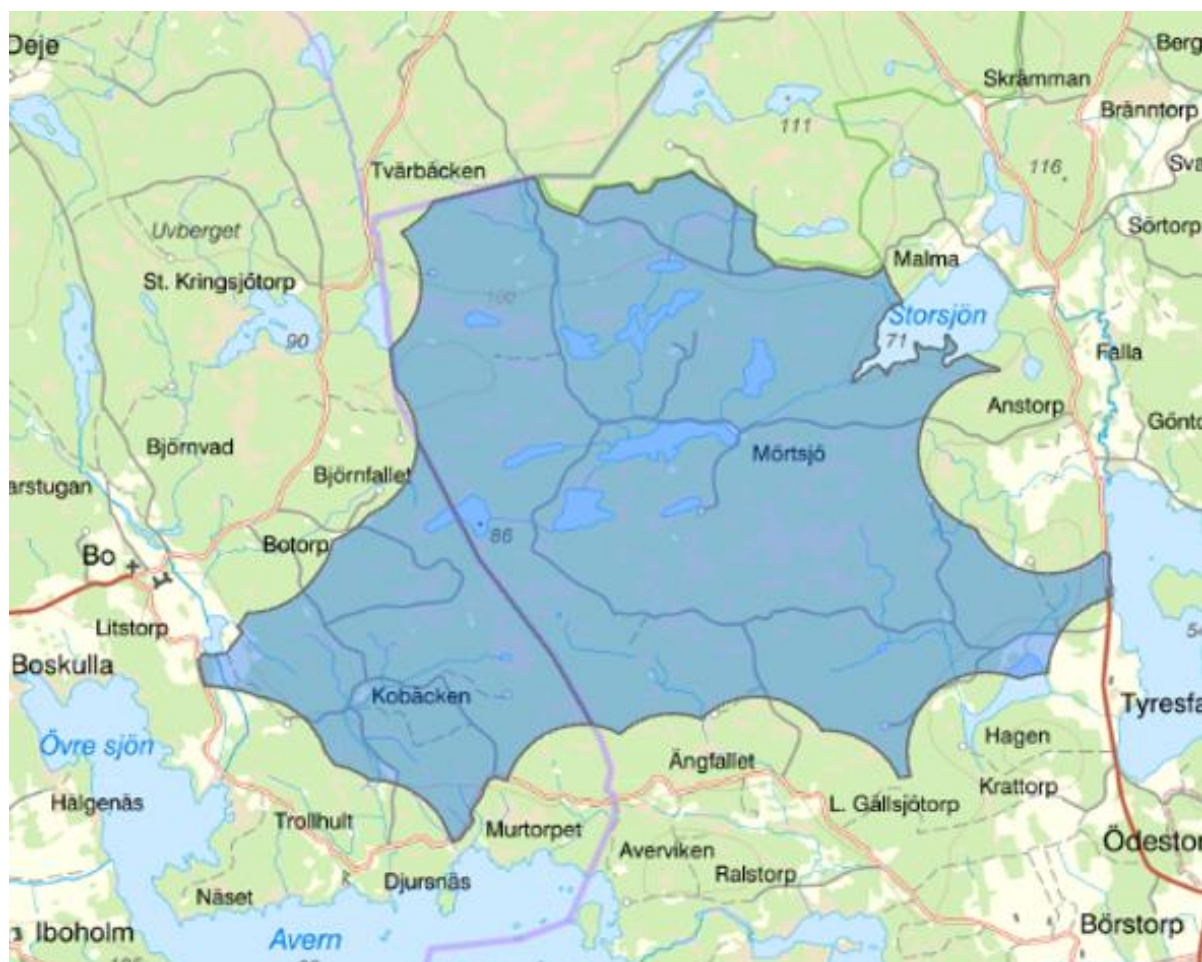 Deje
Berg
Skråmman
Bränntorp
111
Tvärbäcken
116
Sva
Uvberget
Sörtorp
St. Kringsjötorp
Malma
100
Storsjön
90
71
Falla
Anstorp
Björnvad
Mörtsjö
Björnfallet
arstugan
86
Botorp
Bo
Litstorp
Boskulla
54
Kobäcken
Tyresfa
Övre sjön
Hagen
Ängfallet
Hälgenäs
Krattorp
L. Gällsjötorp
Trollhult
Murtorpet
Averviken
Ödestor
Ralstorp
Djursnäs
Näset
Börstorp
Iboholm
Avern